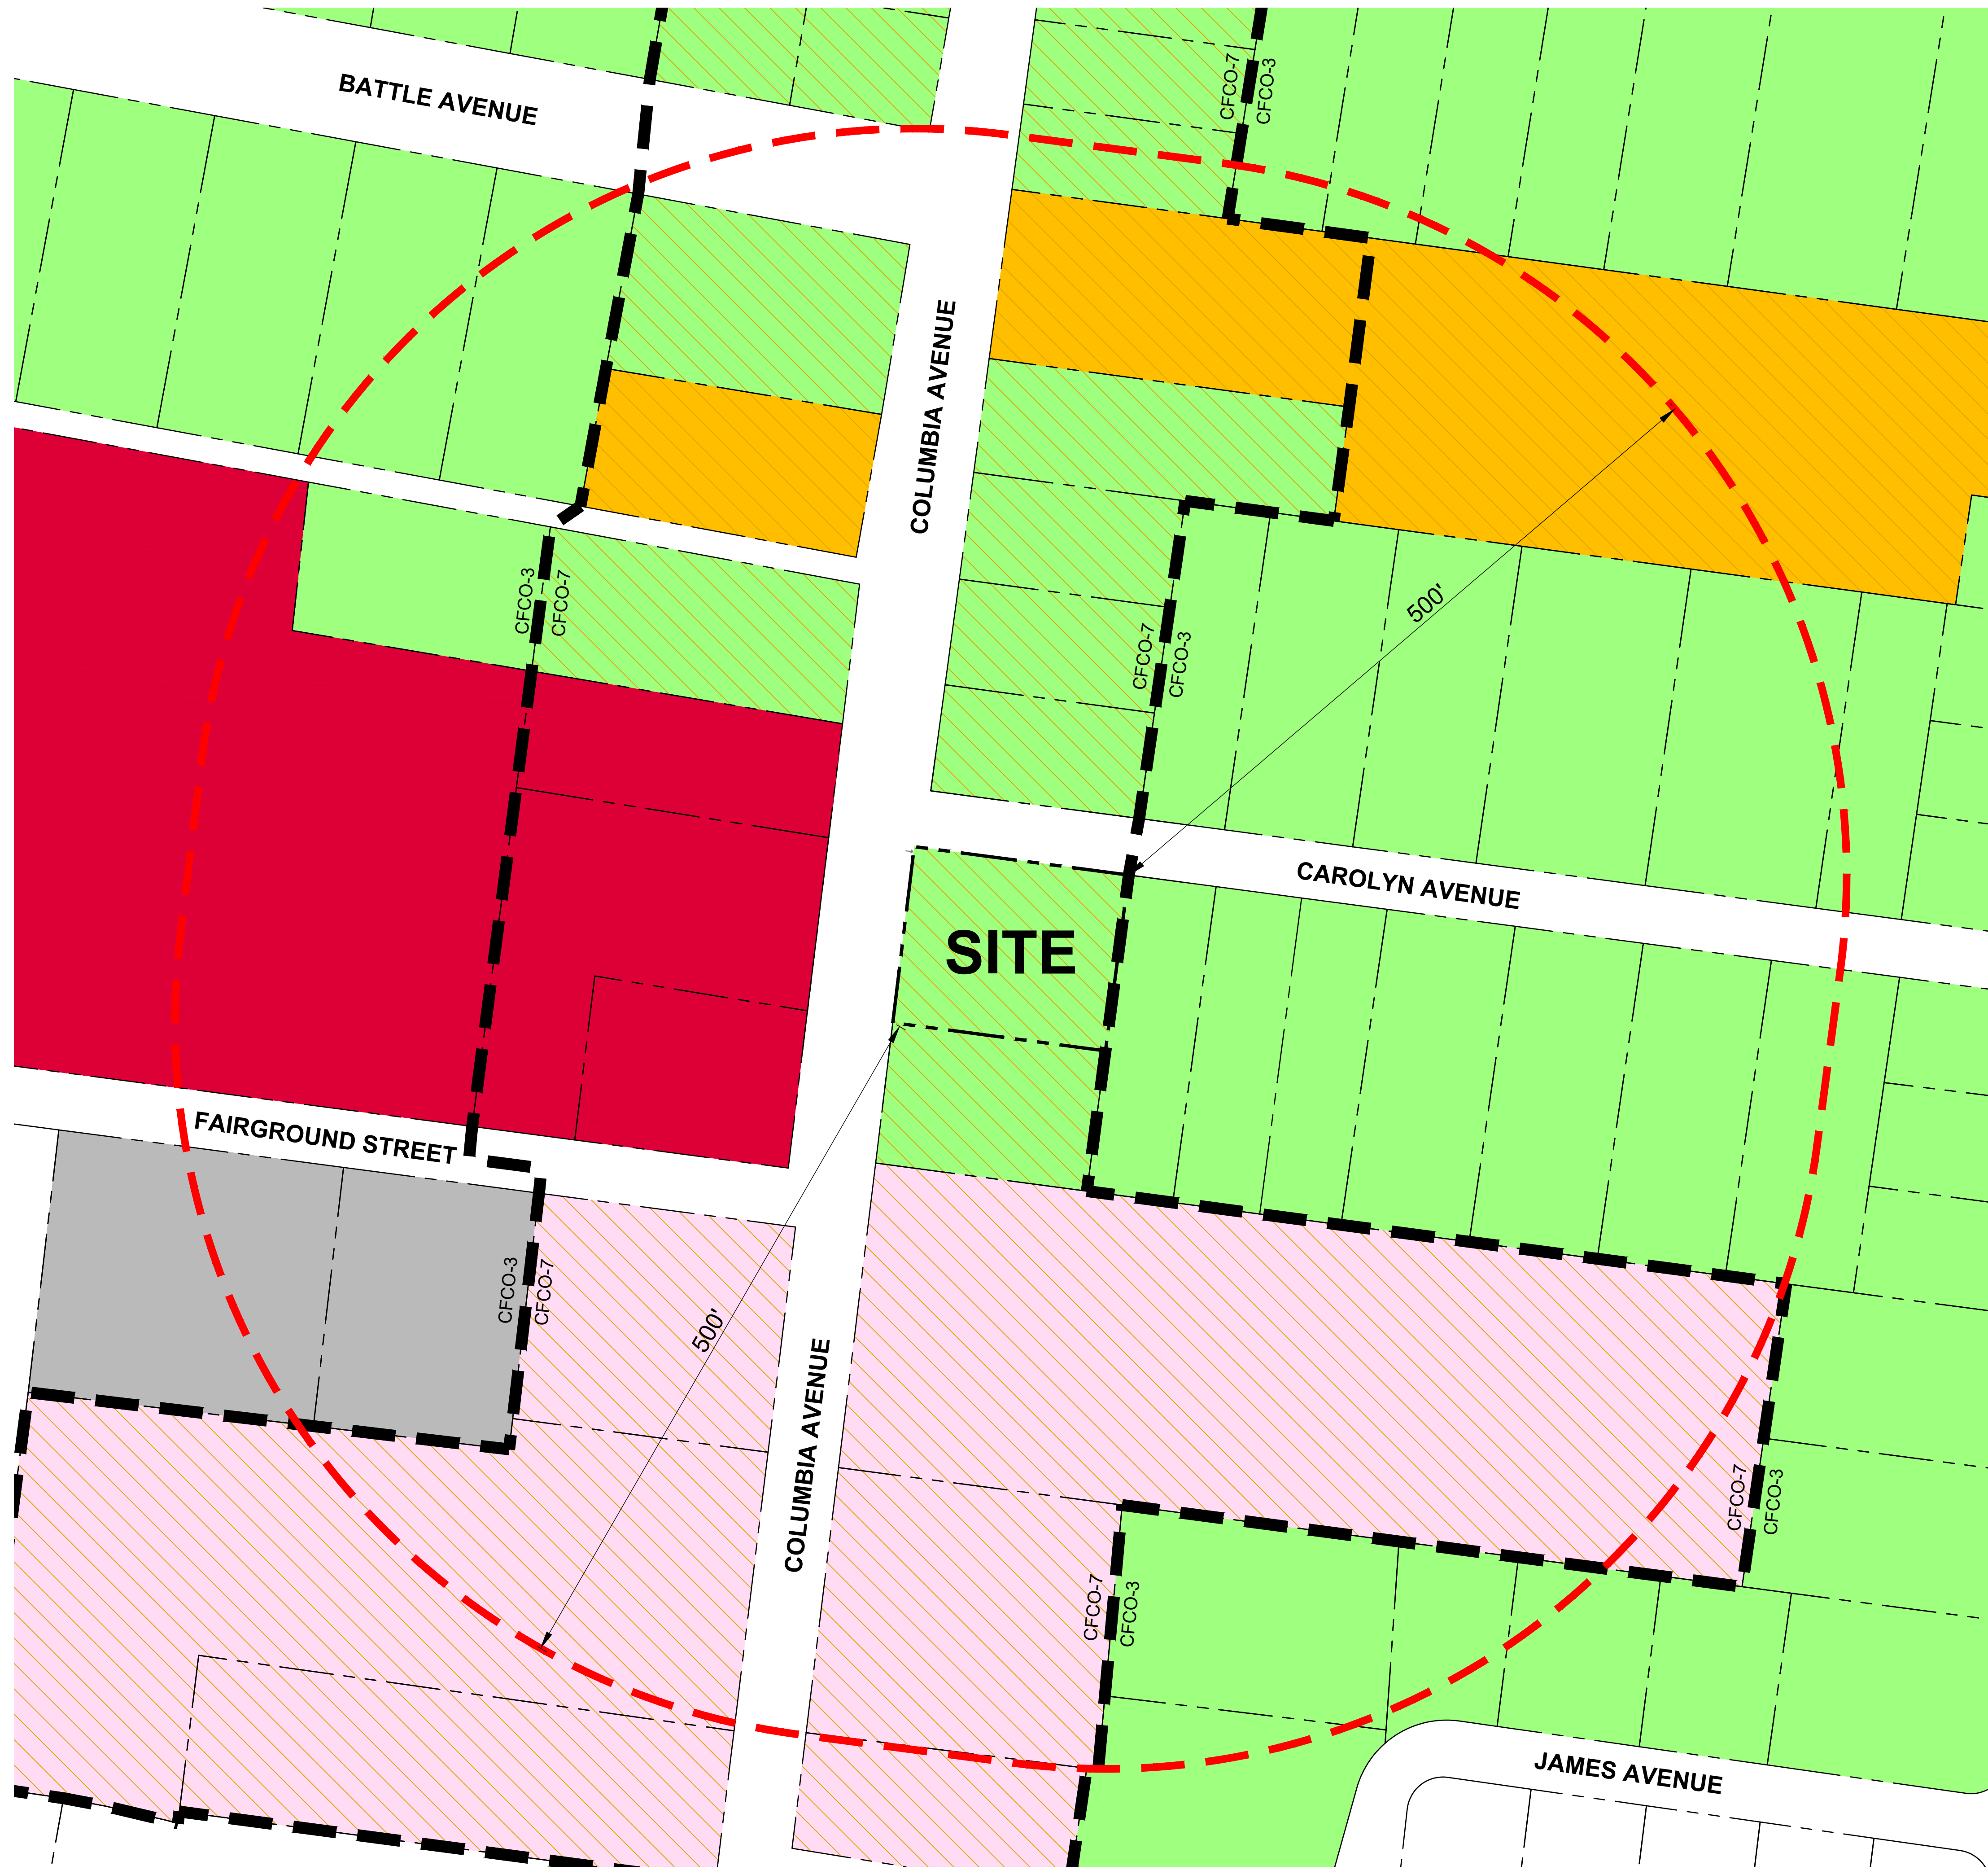 CFCO-7
CFCO-3
BATTLE AVENUE
COLUMBIA AVENUE
CFCO-3
CFCO-7
500'
CFCO-7
CFCO-3
CAROLYN AVENUE
SITE
FAIRGROUND STREET
CFCO-3
CFCO-7
500'
COLUMBIA AVENUE
CFCO-7
CFCO-3
CFCO-7
CFCO-3
JAMES AVENUE